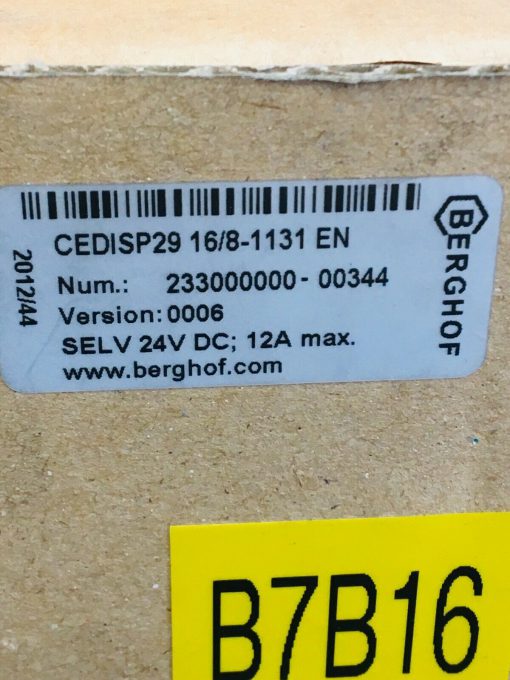 CEDISP29 16/8-1131 EN
Num.: 233000000-00344
Version:0006
SELV 24V DC; 12A max.
www.berghof.com
2012/44
BERGHOF
B7B16